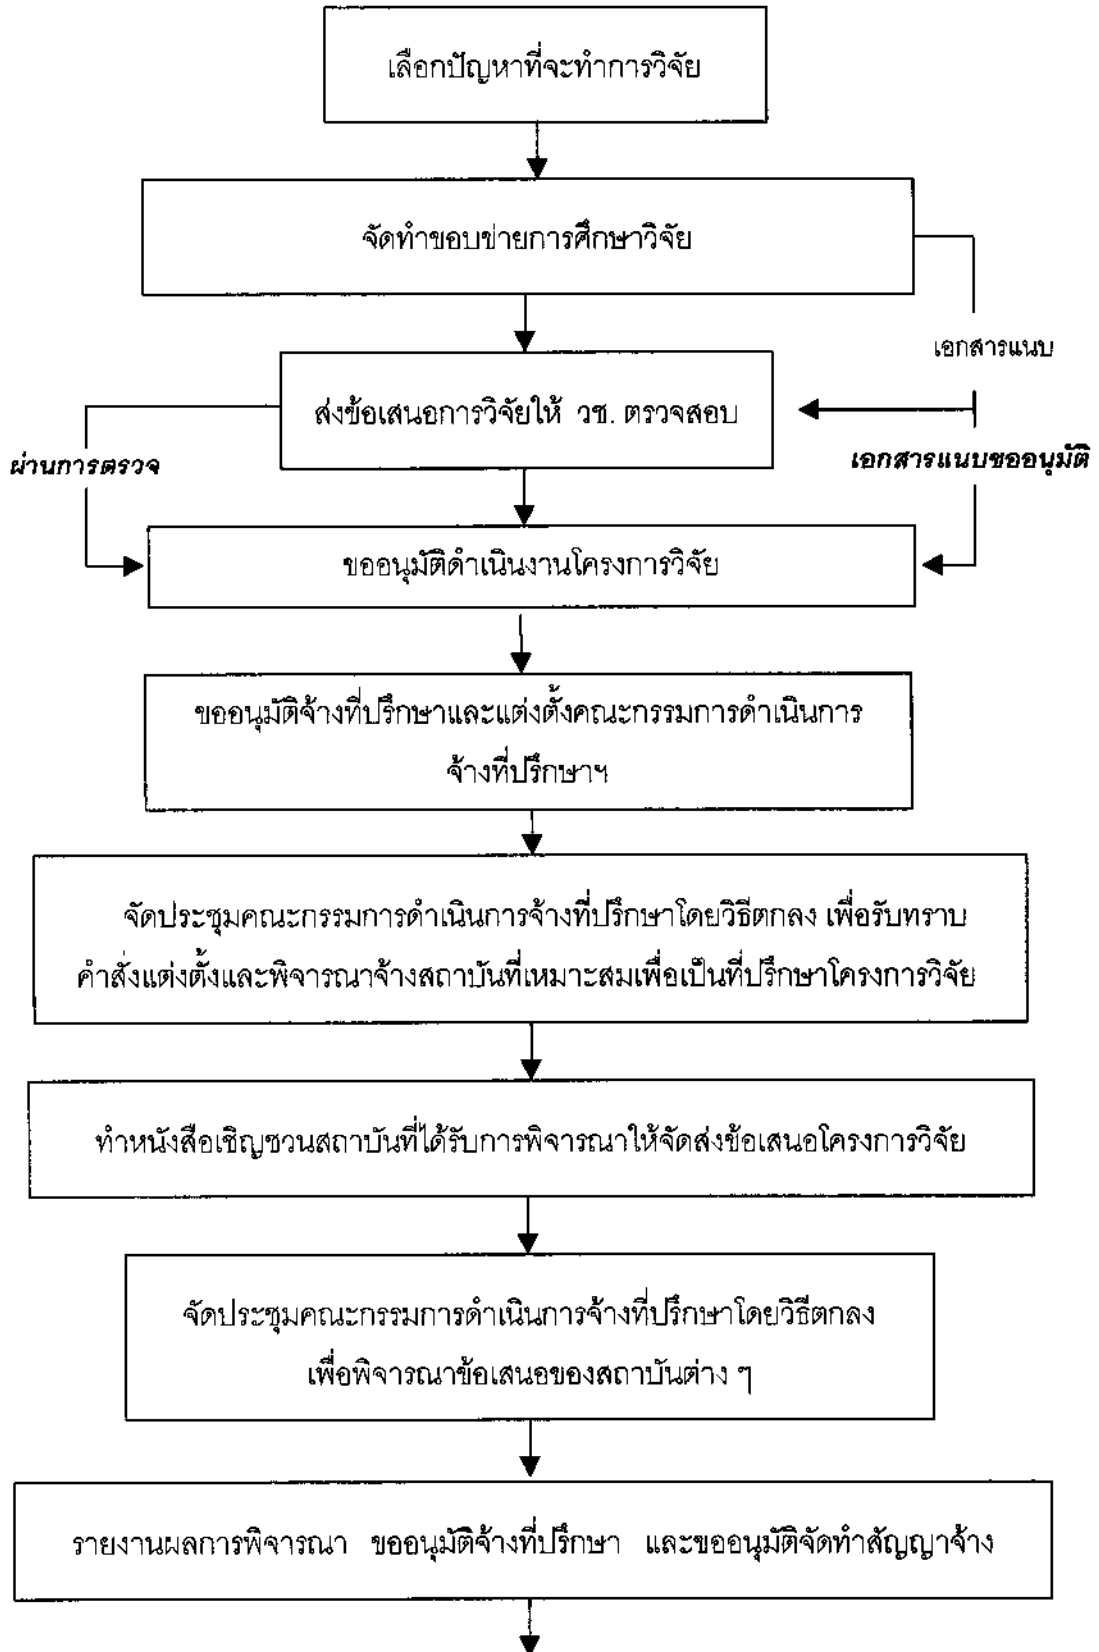 เลือกปัญหาที่จะทำการวิจัย
จัดทำขอบข่ายการศึกษาวิจัย
เอกสารแนบ
ส่งข้อเสนอการวิจัยให้ วช. ตรวจสอบ
ผ่านการตรวจ
เอกสารแนบขออนุมัติ
ขออนุมัติดำเนินงานโครงการวิจัย
ขออนุมัติจ้างที่ปรึกษาและแต่งตั้งคณะกรรมการดำเนินการ
จ้างที่ปรึกษาฯ
จัดประชุมคณะกรรมการดำเนินการจ้างที่ปรึกษาโดยวิธีตกลง เพื่อรับทราบ
คำสั่งแต่งตั้งและพิจารณาจ้างสถาบันที่เหมาะสมเพื่อเป็นที่ปรึกษาโครงการวิจัย
ทำหนังสือเชิญชวนสถาบันที่ได้รับการพิจารณาให้จัดส่งข้อเสนอโครงการวิจัย
จัดประชุมคณะกรรมการดำเนินการจ้างที่ปรึกษาโดยวิธีตกลง
เพื่อพิจารณาข้อเสนอของสถาบันต่าง ๆ
รายงานผลการพิจารณา ขออนุมัติจ้างที่ปรึกษา และขออนุมัติจัดทำสัญญาจ้าง